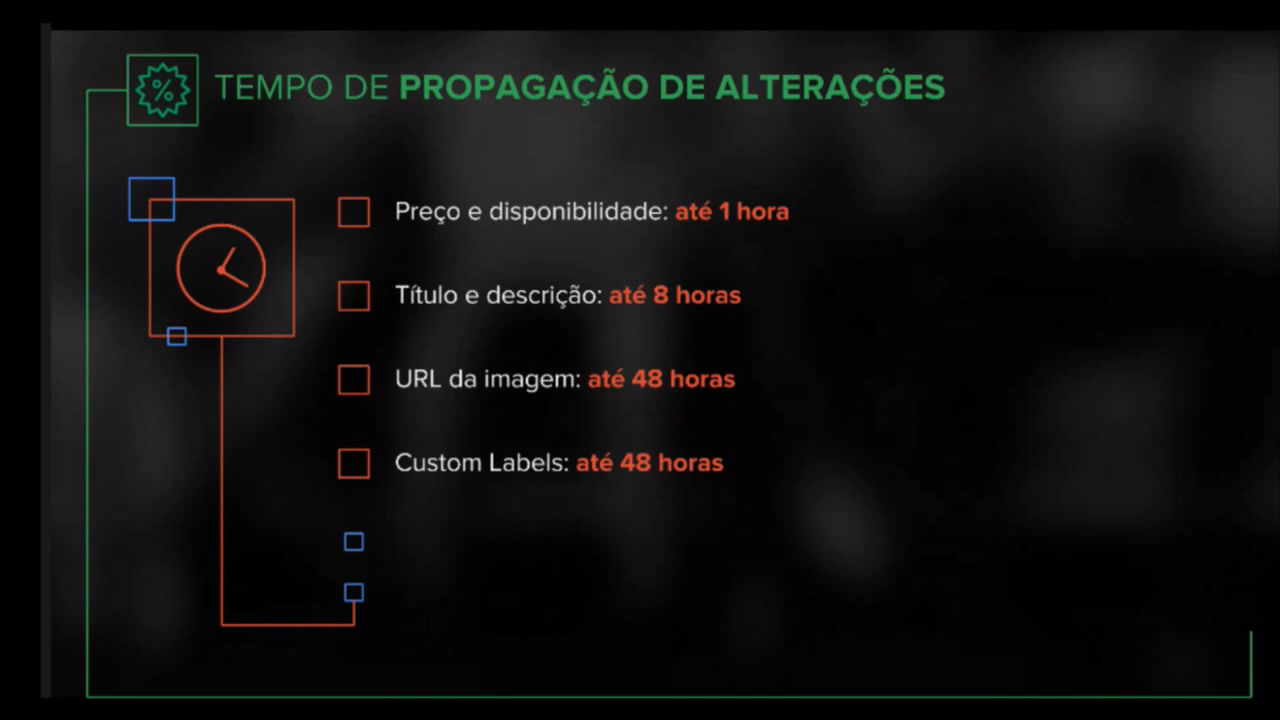 %
TEMPO DE PROPAGAÇÃO DE ALTERAÇÕES
Preço e disponibilidade: até 1 hora
Título e descrição: até 8 horas
URL da imagem: até 48 horas
Custom Labels: até 48 horas